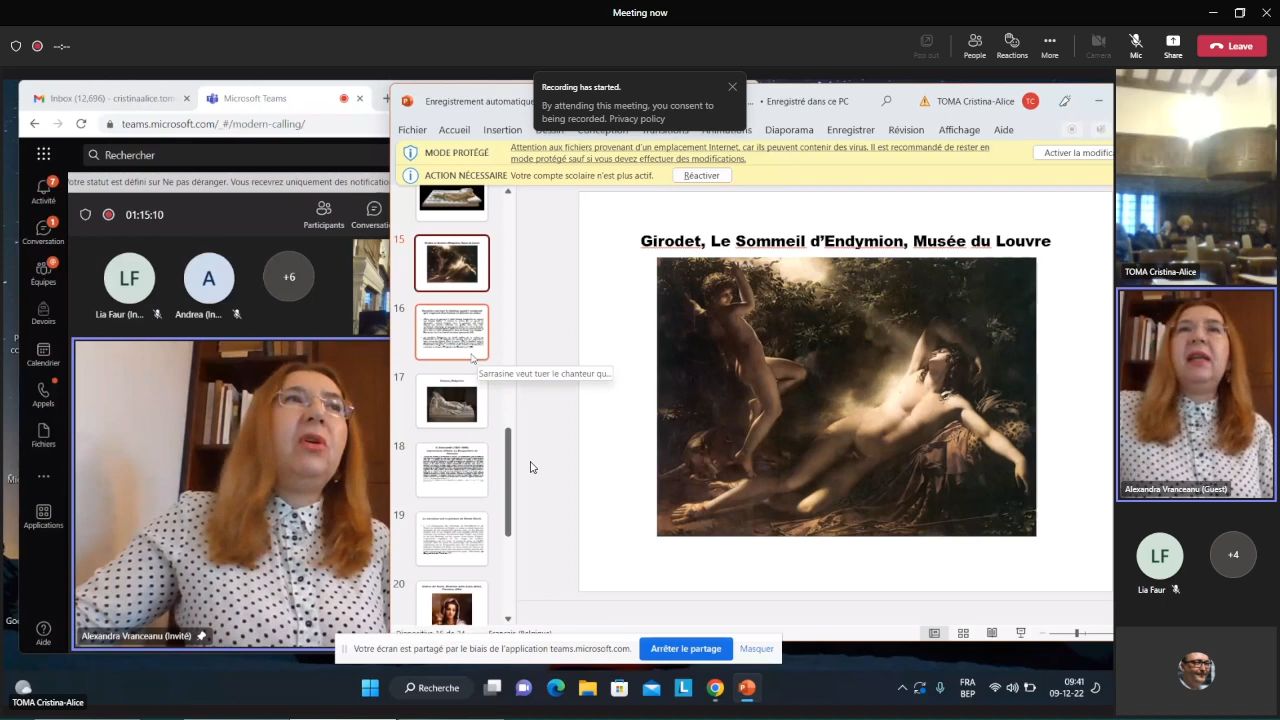 Meeting now
--:--
Pop out
People
Reactions
More
Camera
Mic
Share
Leave
Recording has started.
By attending this meeting, you consent to
being recorded. Privacy policy
Inbox (12,696) - cristinaalice.tom
Microsoft Teams
teams.microsoft.com/_#/modern-calling/
Rechercher
Votre statut est défini sur Ne pas déranger. Vous recevrez uniquement des notification
01:15:10
Participants
Conversati
Activité
7
Conversation
1
Équipes
Devoirs
Calendrier
Appels
Fichiers
Applications
Aide
LF
A
+6
Lia Faur (In...
Andrea (In...
Alexandra Vranceanu (Invité)
Enregistrement automatique
... • Enregistré dans ce PC
TOMA Cristina-Alice
TC
Fichier
Accueil
Insertion
Diaporama
Enregistrer
Révision
Affichage
Aide
MODE PROTÉGÉ
Attention aux fichiers provenant d'un emplacement Internet, car ils peuvent contenir des virus. Il est recommandé de rester en
mode protégé sauf si vous devez effectuer des modifications.
Activer la modifica
ACTION NÉCESSAIRE
Votre compte scolaire n'est plus actif.
Réactiver
15
16
17
18
19
20
Sarrasine veut tuer le chanteur qu...
Girodet, Le Sommeil d'Endymion, Musée du Louvre
Votre écran est partagé par le biais de l'application teams.microsoft.com.
Arrêter le partage
Masquer
Recherche
FRA
BEP
09:41
09-12-22
TOMA Cristina-Alice
TOMA Cristina-Alice
Alexandra Vranceanu (Guest)
LF
Lia Faur
+4